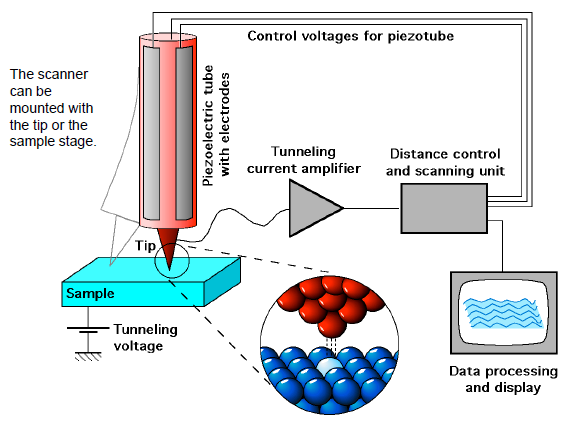 Control voltages for piezotube
The scanner
can be
mounted with
the tip or the
sample stage.
Piezoelectric tube
with electrodes
Tunneling
current amplifier
Distance control
and scanning unit
Tip
Sample
Tunneling
voltage
Data processing
and display